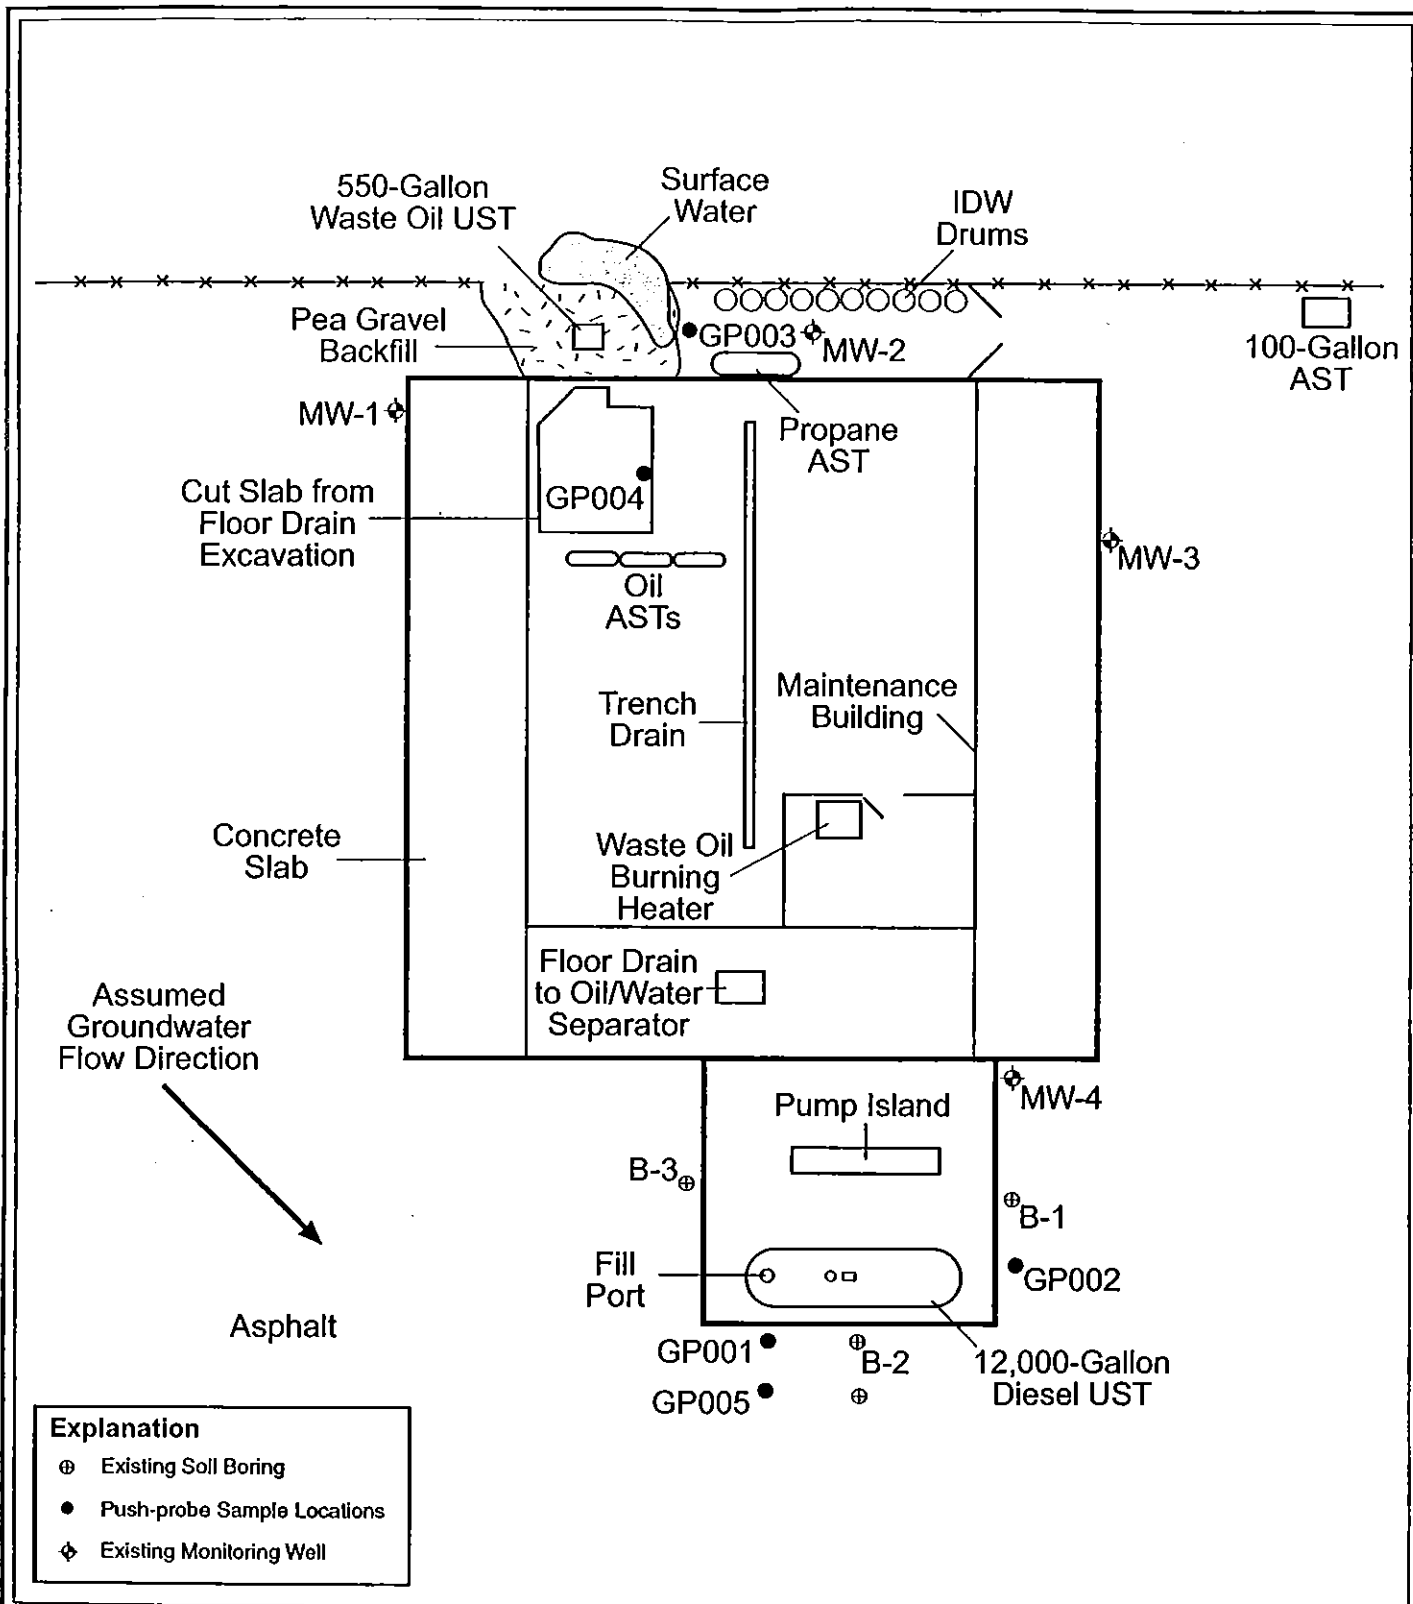 550-Gallon
Waste Oil UST
Surface
Water
IDW
Drums
Pea Gravel
Backfill
GP003
MW-2
100-Gallon
AST
MW-1
Propane
AST
Cut Slab from
Floor Drain
Excavation
GP004
MW-3
Oil
ASTs
Trench
Drain
Maintenance
Building
Concrete
Slab
Waste Oil
Burning
Heater
Floor Drain
to Oil/Water
Separator
Assumed
Groundwater
Flow Direction
MW-4
Pump Island
B-3
B-1
Fill
Port
GP002
Asphalt
GP001
B-2
12,000-Gallon
Diesel UST
GP005
Explanation
Existing Soil Boring
Push-probe Sample Locations
Existing Monitoring Well